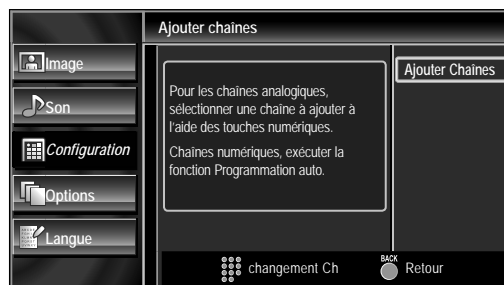 Ajouter chaînes
Image
Son
Configuration
Options
Langue
Pour les chaînes analogiques,
sélectionner une chaîne à ajouter à
l'aide des touches numériques.
Chaînes numériques, exécuter la
fonction Programmation auto.
Ajouter Chaînes
changement Ch
BACK
Retour